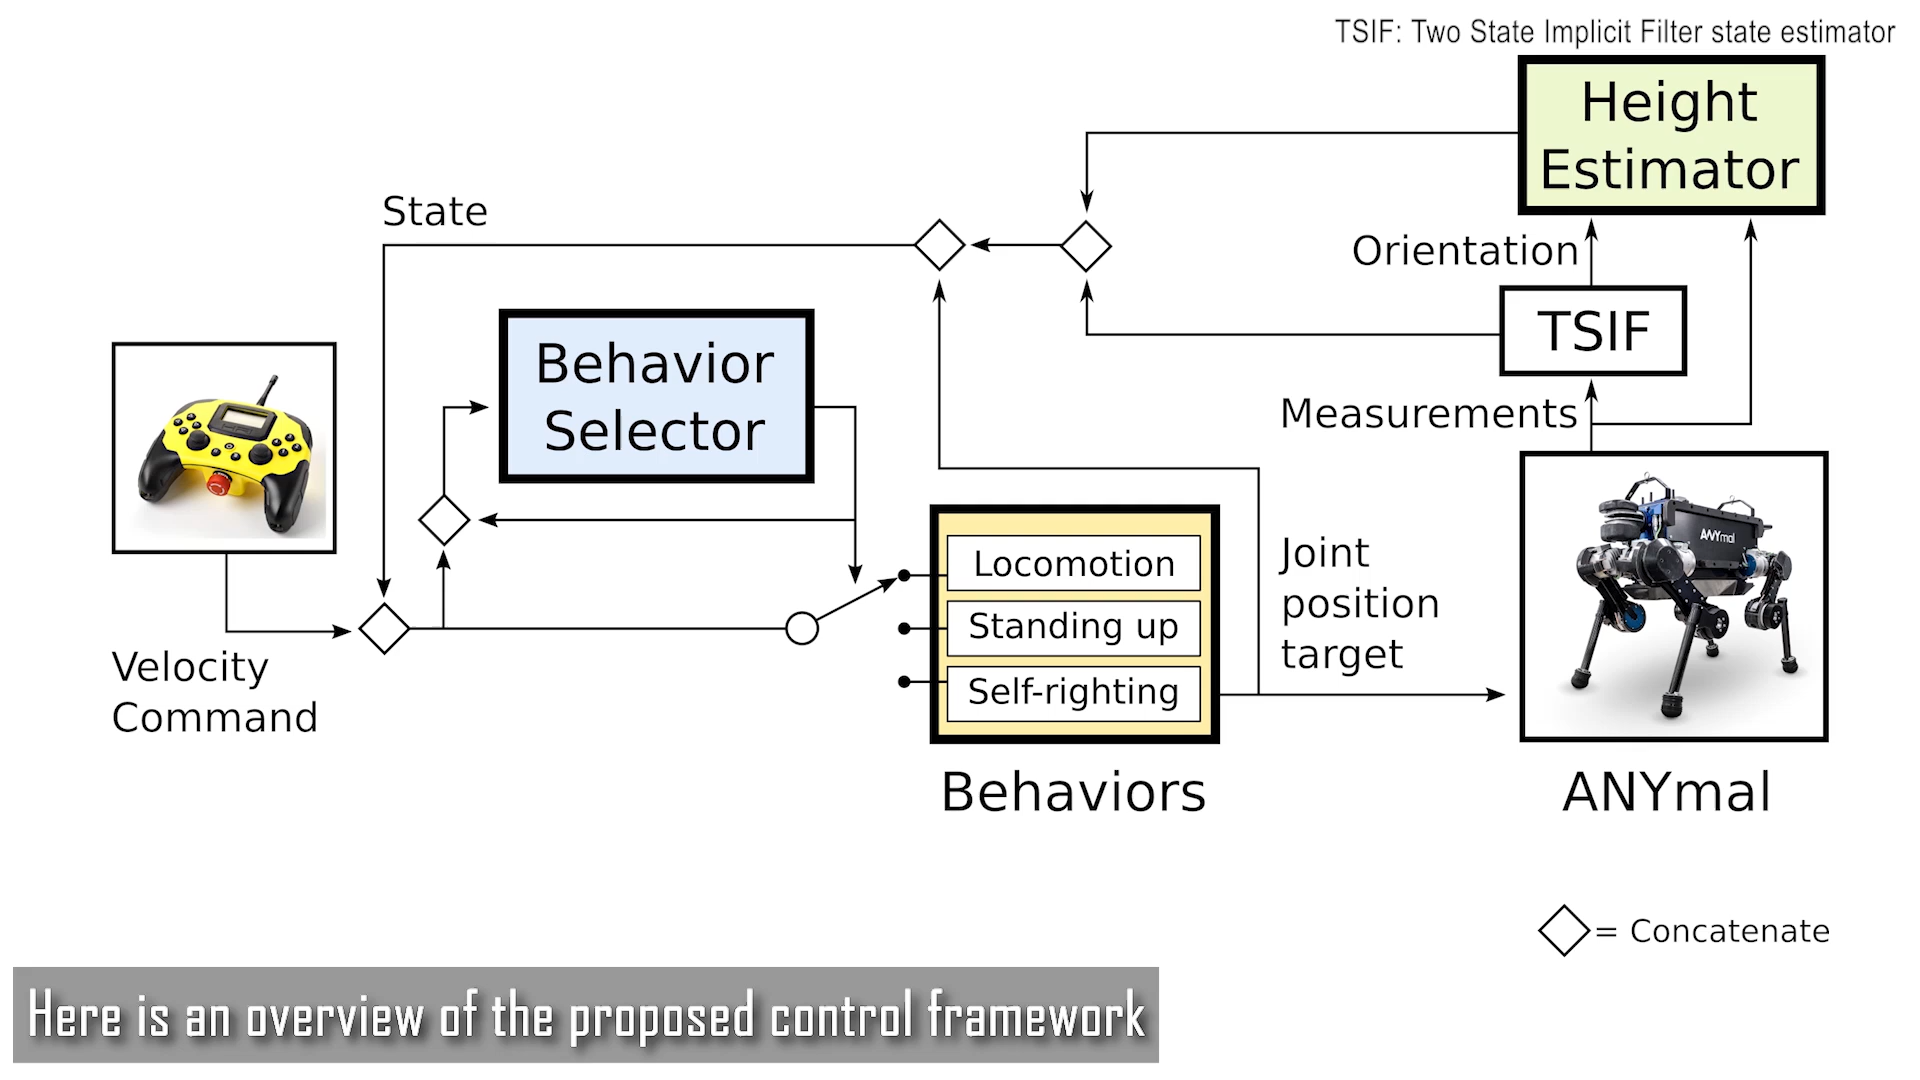 TSIF: Two State Implicit Filter state estimator
Height
Estimator
State
Orientation
TSIF
Behavior
Selector
Measurements
ANYmal
Locomotion
Standing up
Self-righting
Joint
position
target
Velocity
Command
Behaviors
ANYmal
= Concatenate
Here is an overview of the proposed control framework